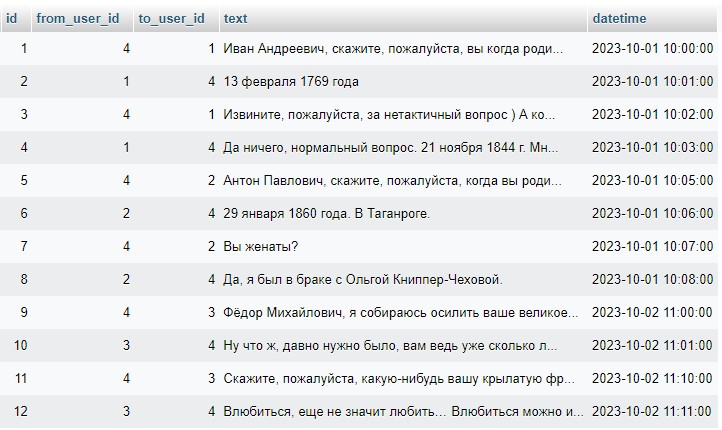 id from_user_id to_user_id text datetime
1 4 1 Иван Андреевич, скажите, пожалуйста, вы когда роди... 2023-10-01 10:00:00
2 1 4 13 февраля 1769 года 2023-10-01 10:01:00
3 4 1 Извините, пожалуйста, за нетактичный вопрос ) А ко... 2023-10-01 10:02:00
4 1 4 Да ничего, нормальный вопрос. 21 ноября 1844 г. Мн... 2023-10-01 10:03:00
5 4 2 Антон Павлович, скажите, пожалуйста, когда вы роди... 2023-10-01 10:05:00
6 2 4 29 января 1860 года. В Таганроге. 2023-10-01 10:06:00
7 4 2 Вы женаты? 2023-10-01 10:07:00
8 2 4 Да, я был в браке с Ольгой Книппер-Чеховой. 2023-10-01 10:08:00
9 4 3 Фёдор Михайлович, я собираюсь осилить ваше великое... 2023-10-02 11:00:00
10 3 4 Ну что ж, давно нужно было, вам ведь уже сколько л... 2023-10-02 11:01:00
11 4 3 Скажите, пожалуйста, какую-нибудь вашу крылатую фр... 2023-10-02 11:10:00
12 3 4 Влюбиться, еще не значит любить... Влюбиться можно и... 2023-10-02 11:11:00